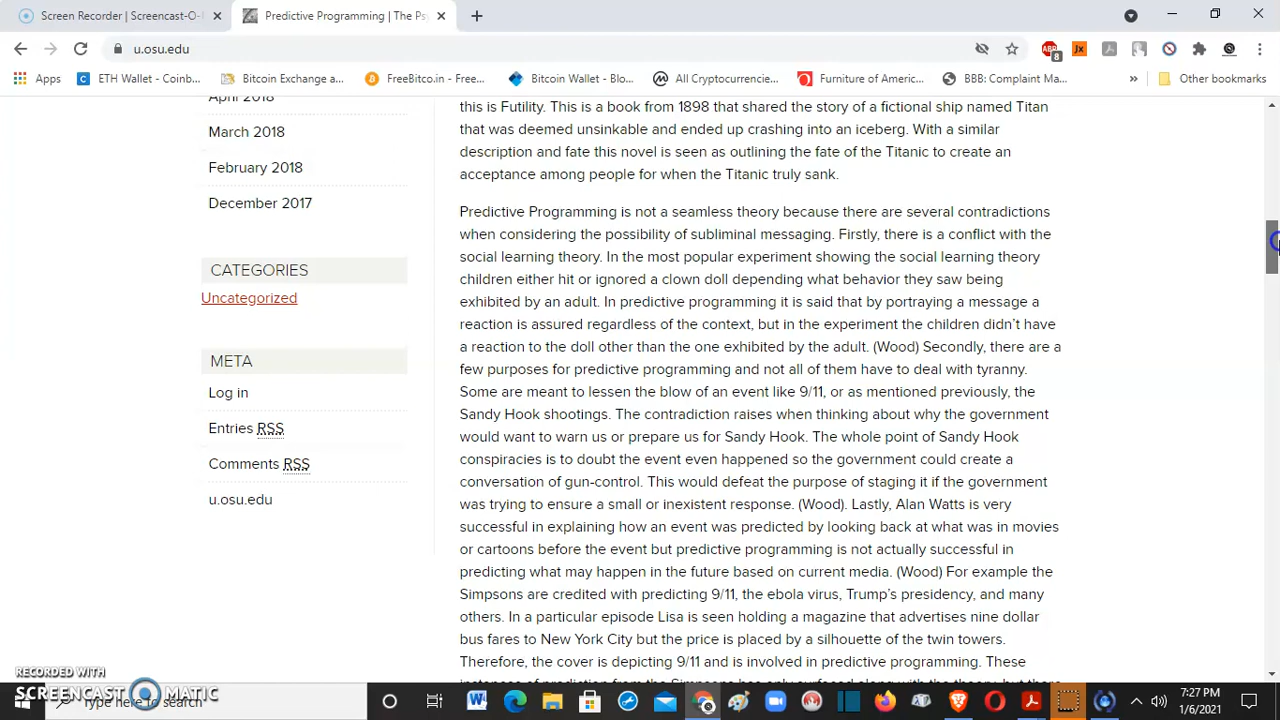 Screen Recorder | Screencast-O-
Predictive Programming | The Psy
u.osu.edu
8
Apps
ETH Wallet - Coinb...
Bitcoin Exchange a...
FreeBitco.in - Free...
Bitcoin Wallet - Blo...
All Cryptocurrencie...
Furniture of Americ...
BBB: Complaint Ma...
»
Other bookmarks
April 2018
March 2018
February 2018
December 2017
CATEGORIES
Uncategorized
META
Log in
Entries RSS
Comments RSS
u.osu.edu
this is Futility. This is a book from 1898 that shared the story of a fictional ship named Titan
that was deemed unsinkable and ended up crashing into an iceberg. With a similar
description and fate this novel is seen as outlining the fate of the Titanic to create an
acceptance among people for when the Titanic truly sank.
Predictive Programming is not a seamless theory because there are several contradictions
when considering the possibility of subliminal messaging. Firstly, there is a conflict with the
social learning theory. In the most popular experiment showing the social learning theory
children either hit or ignored a clown doll depending what behavior they saw being
exhibited by an adult. In predictive programming it is said that by portraying a message a
reaction is assured regardless of the context, but in the experiment the children didn't have
a reaction to the doll other than the one exhibited by the adult. (Wood) Secondly, there are a
few purposes for predictive programming and not all of them have to deal with tyranny.
Some are meant to lessen the blow of an event like 9/11, or as mentioned previously, the
Sandy Hook shootings. The contradiction raises when thinking about why the government
would want to warn us or prepare us for Sandy Hook. The whole point of Sandy Hook
conspiracies is to doubt the event even happened so the government could create a
conversation of gun-control. This would defeat the purpose of staging it if the government
was trying to ensure a small or inexistent response. (Wood). Lastly, Alan Watts is very
successful in explaining how an event was predicted by looking back at what was in movies
or cartoons before the event but predictive programming is not actually successful in
predicting what may happen in the future based on current media. (Wood) For example the
Simpsons are credited with predicting 9/11, the ebola virus, Trump's presidency, and many
others. In a particular episode Lisa is seen holding a magazine that advertises nine dollar
bus fares to New York City but the price is placed by a silhouette of the twin towers.
Therefore, the cover is depicting 9/11 and is involved in predictive programming. These
RECORDED WITH
SCREENCAST MATIC
Type here to search
7:27 PM
1/6/2021